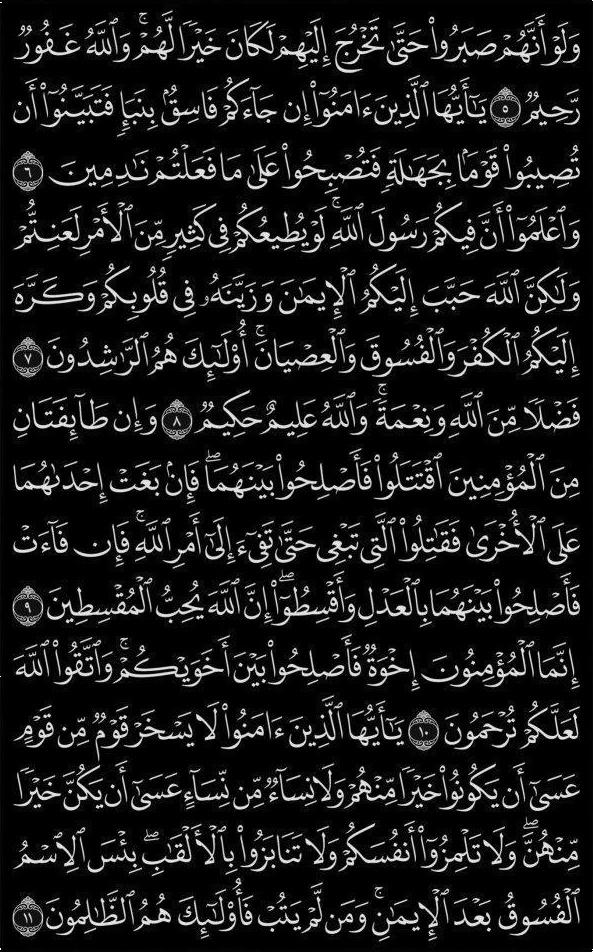 وَلَوْ أَنَّهُمْ صَبَرُوا۟ حَتَّىٰ تَخْرُجَ إِلَيْهِمْ لَكَانَ خَيْرًا لَّهُمْ ۚ وَٱللَّهُ غَفُورٌ
رَّحِيمٌ ٥ يَـٰٓأَيُّهَا ٱلَّذِينَ ءَامَنُوٓا۟ إِن جَآءَكُمْ فَاسِقٌۢ بِنَبَإٍ فَتَبَيَّنُوٓا۟ أَن
تُصِيبُوا۟ قَوْمًۢا بِجَهَـٰلَةٍ فَتُصْبِحُوا۟ عَلَىٰ مَا فَعَلْتُمْ نَـٰدِمِينَ ٦
وَٱعْلَمُوٓا۟ أَنَّ فِيكُمْ رَسُولَ ٱللَّهِ ۚ لَوْ يُطِيعُكُمْ فِى كَثِيرٍ مِّنَ ٱلْأَمْرِ لَعَنِتُّمْ
وَلَـٰكِنَّ ٱللَّهَ حَبَّبَ إِلَيْكُمُ ٱلْإِيمَـٰنَ وَزَيَّنَهُۥ فِى قُلُوبِكُمْ وَكَرَّهَ
إِلَيْكُمُ ٱلْكُفْرَ وَٱلْفُسُوقَ وَٱلْعِصْيَانَ ۚ أُو۟لَـٰٓئِكَ هُمُ ٱلرَّٰشِدُونَ ٧
فَضْلًا مِّنَ ٱللَّهِ وَنِعْمَةً ۚ وَٱللَّهُ عَلِيمٌ حَكِيمٌ ٨ وَإِن طَآئِفَتَانِ
مِنَ ٱلْمُؤْمِنِينَ ٱقْتَتَلُوا۟ فَأَصْلِحُوا۟ بَيْنَهُمَا ۖ فَإِنۢ بَغَتْ إِحْدَىٰهُمَا
عَلَى ٱلْأُخْرَىٰ فَقَـٰتِلُوا۟ ٱلَّتِى تَبْغِى حَتَّىٰ تَفِىٓءَ إِلَىٰٓ أَمْرِ ٱللَّهِ ۚ فَإِن فَآءَتْ
فَأَصْلِحُوا۟ بَيْنَهُمَا بِٱلْعَدْلِ وَأَقْسِطُوٓا۟ ۖ إِنَّ ٱللَّهَ يُحِبُّ ٱلْمُقْسِطِينَ ٩
إِنَّمَا ٱلْمُؤْمِنُونَ إِخْوَةٌ فَأَصْلِحُوا۟ بَيْنَ أَخَوَيْكُمْ ۚ وَٱتَّقُوا۟ ٱللَّهَ
لَعَلَّكُمْ تُرْحَمُونَ ١٠ يَـٰٓأَيُّهَا ٱلَّذِينَ ءَامَنُوا۟ لَا يَسْخَرْ قَوْمٌ مِّن قَوْمٍ
عَسَىٰٓ أَن يَكُونُوا۟ خَيْرًا مِّنْهُمْ وَلَا نِسَآءٌ مِّن نِّسَآءٍ عَسَىٰٓ أَن يَكُنَّ خَيْرًا
مِّنْهُنَّ ۖ وَلَا تَلْمِزُوٓا۟ أَنفُسَكُمْ وَلَا تَنَابَزُوا۟ بِٱلْأَلْقَـٰبِ ۖ بِئْسَ ٱلِٱسْمُ
ٱلْفُسُوقُ بَعْدَ ٱلْإِيمَـٰنِ ۚ وَمَن لَّمْ يَتُبْ فَأُو۟لَـٰٓئِكَ هُمُ ٱلظَّـٰلِمُونَ ١١